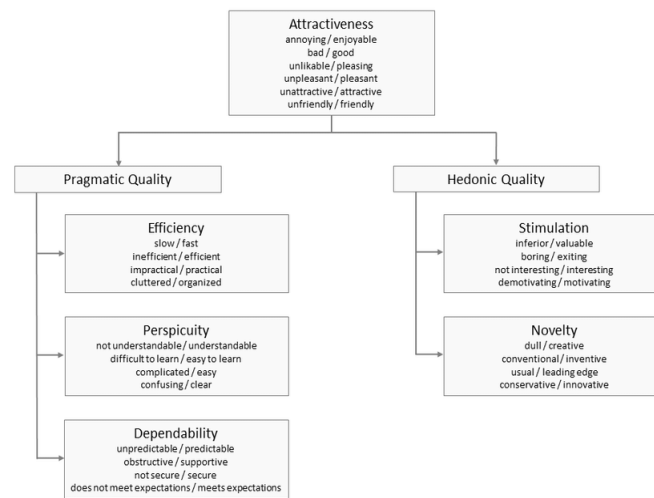 Attractiveness
annoying / enjoyable
bad / good
unlikable / pleasing
unpleasant / pleasant
unattractive / attractive
unfriendly / friendly
Pragmatic Quality
Hedonic Quality
Efficiency
slow / fast
inefficient / efficient
impractical / practical
cluttered / organized
Stimulation
inferior / valuable
boring / exiting
not interesting / interesting
demotivating / motivating
Perspicuity
not understandable / understandable
difficult to learn / easy to learn
complicated / easy
confusing / clear
Novelty
dull / creative
conventional / inventive
usual / leading edge
conservative / innovative
Dependability
unpredictable / predictable
obstructive / supportive
not secure / secure
does not meet expectations / meets expectations